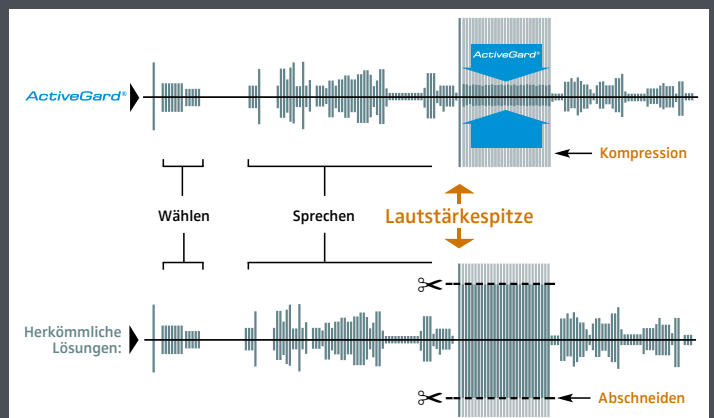 ActiveGard®
ActiveGard®
Kompression
Wählen
Sprechen
Lautstärkespitze
Herkömmliche
Lösungen:
Abschneiden